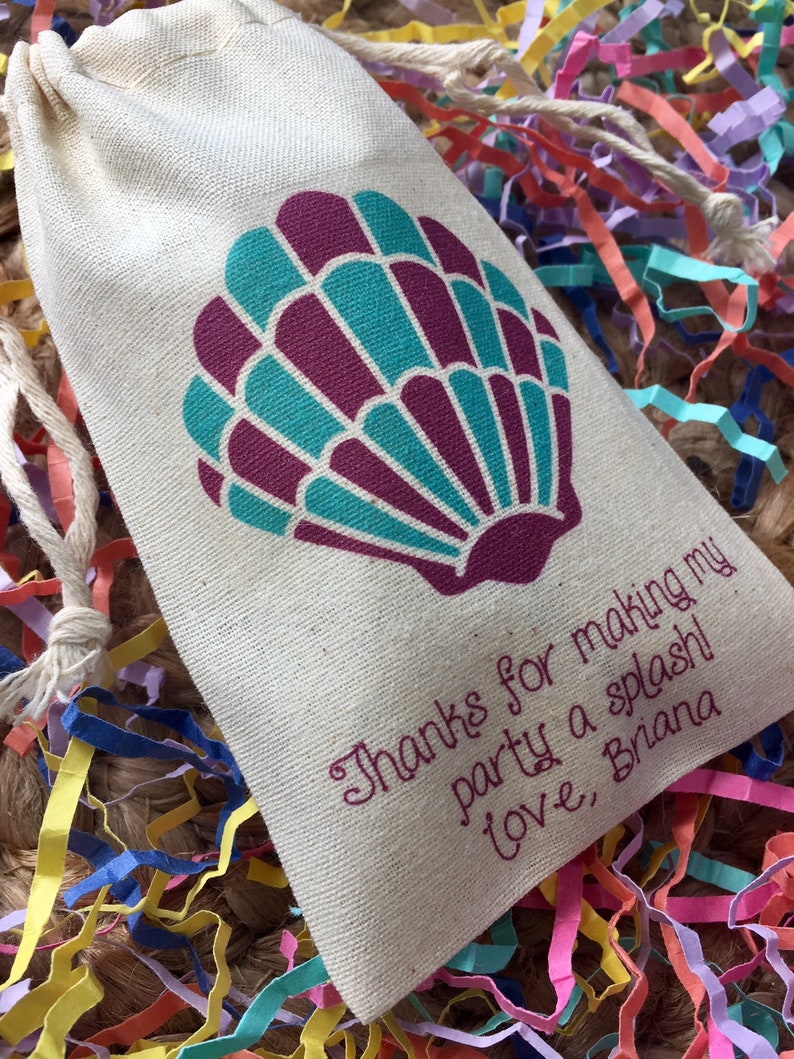 Thanks for making my
party a splash!
love, Briana